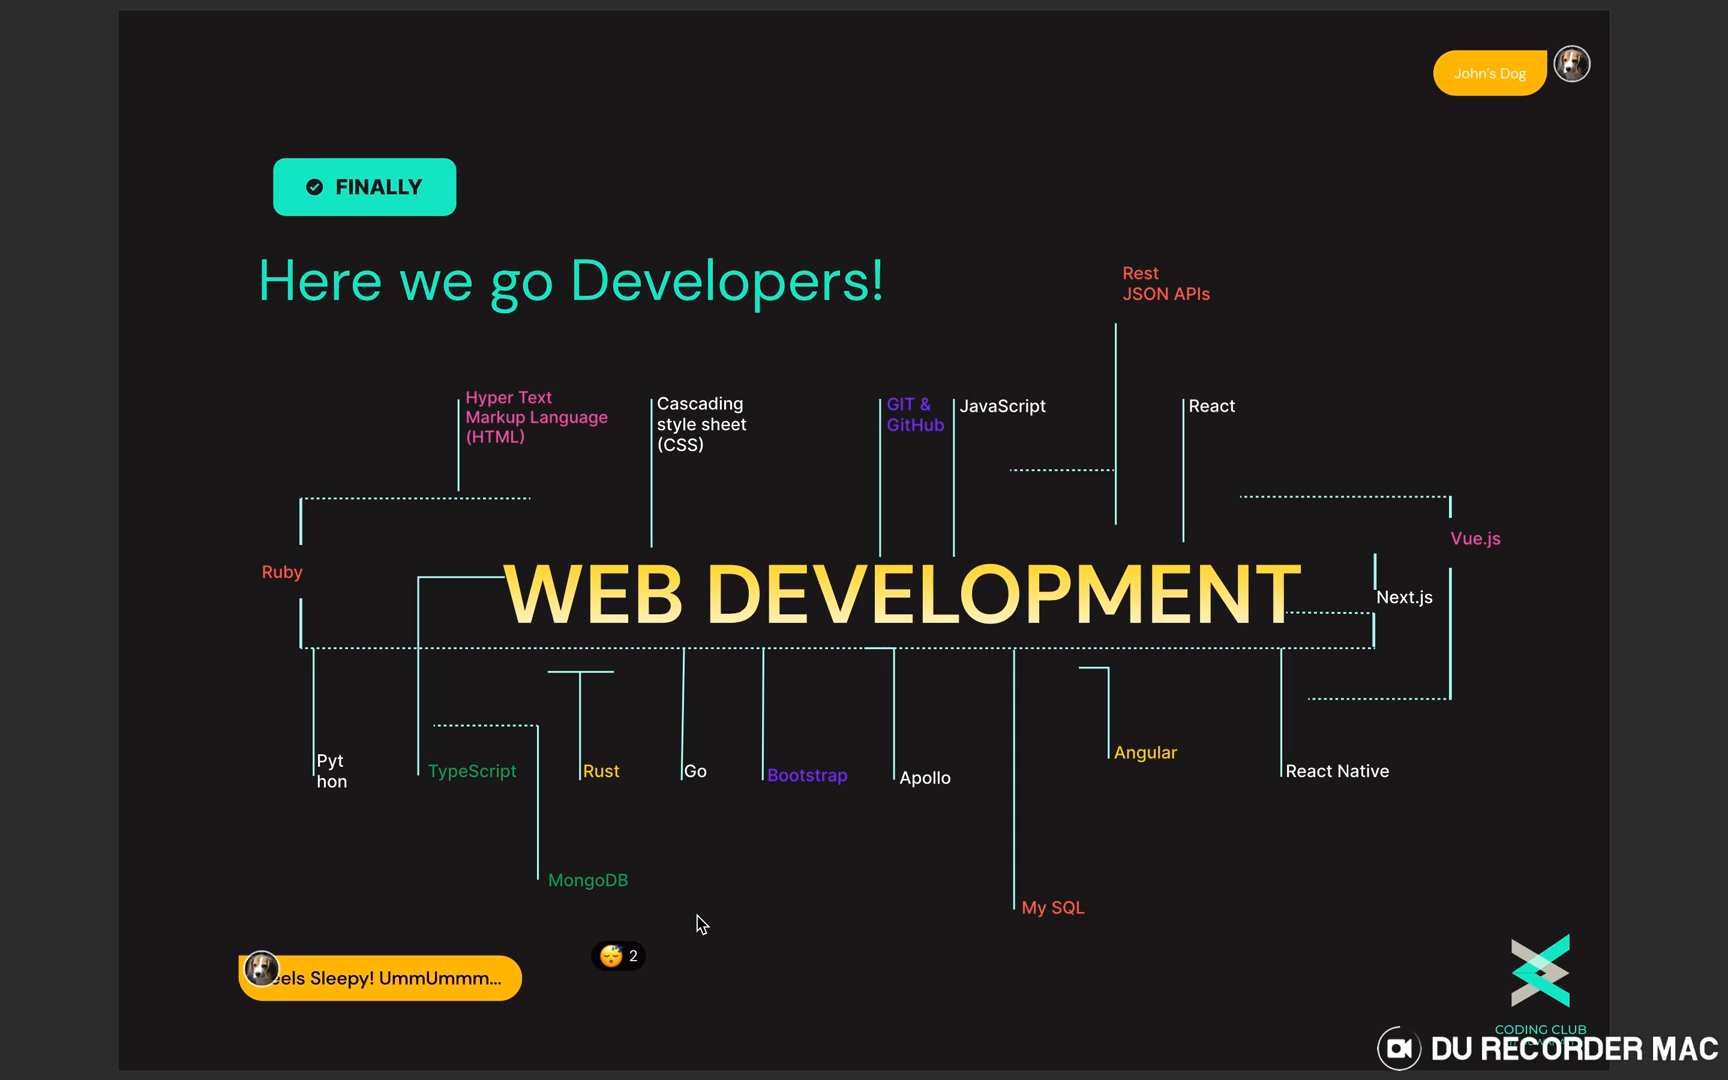 John's Dog
FINALLY
Here we go Developers!
Rest
JSON APIs
Hyper Text
Markup Language
(HTML)
Cascading
style sheet
(CSS)
GIT &
GitHub
JavaScript
React
Vue.js
Ruby
WEB DEVELOPMENT
Next.js
Pyt
hon
TypeScript
Rust
Go
Bootstrap
Apollo
Angular
React Native
MongoDB
My SQL
2
eels Sleepy! UmmUmmm...
CODING CLUB
DU RECORDER MAC